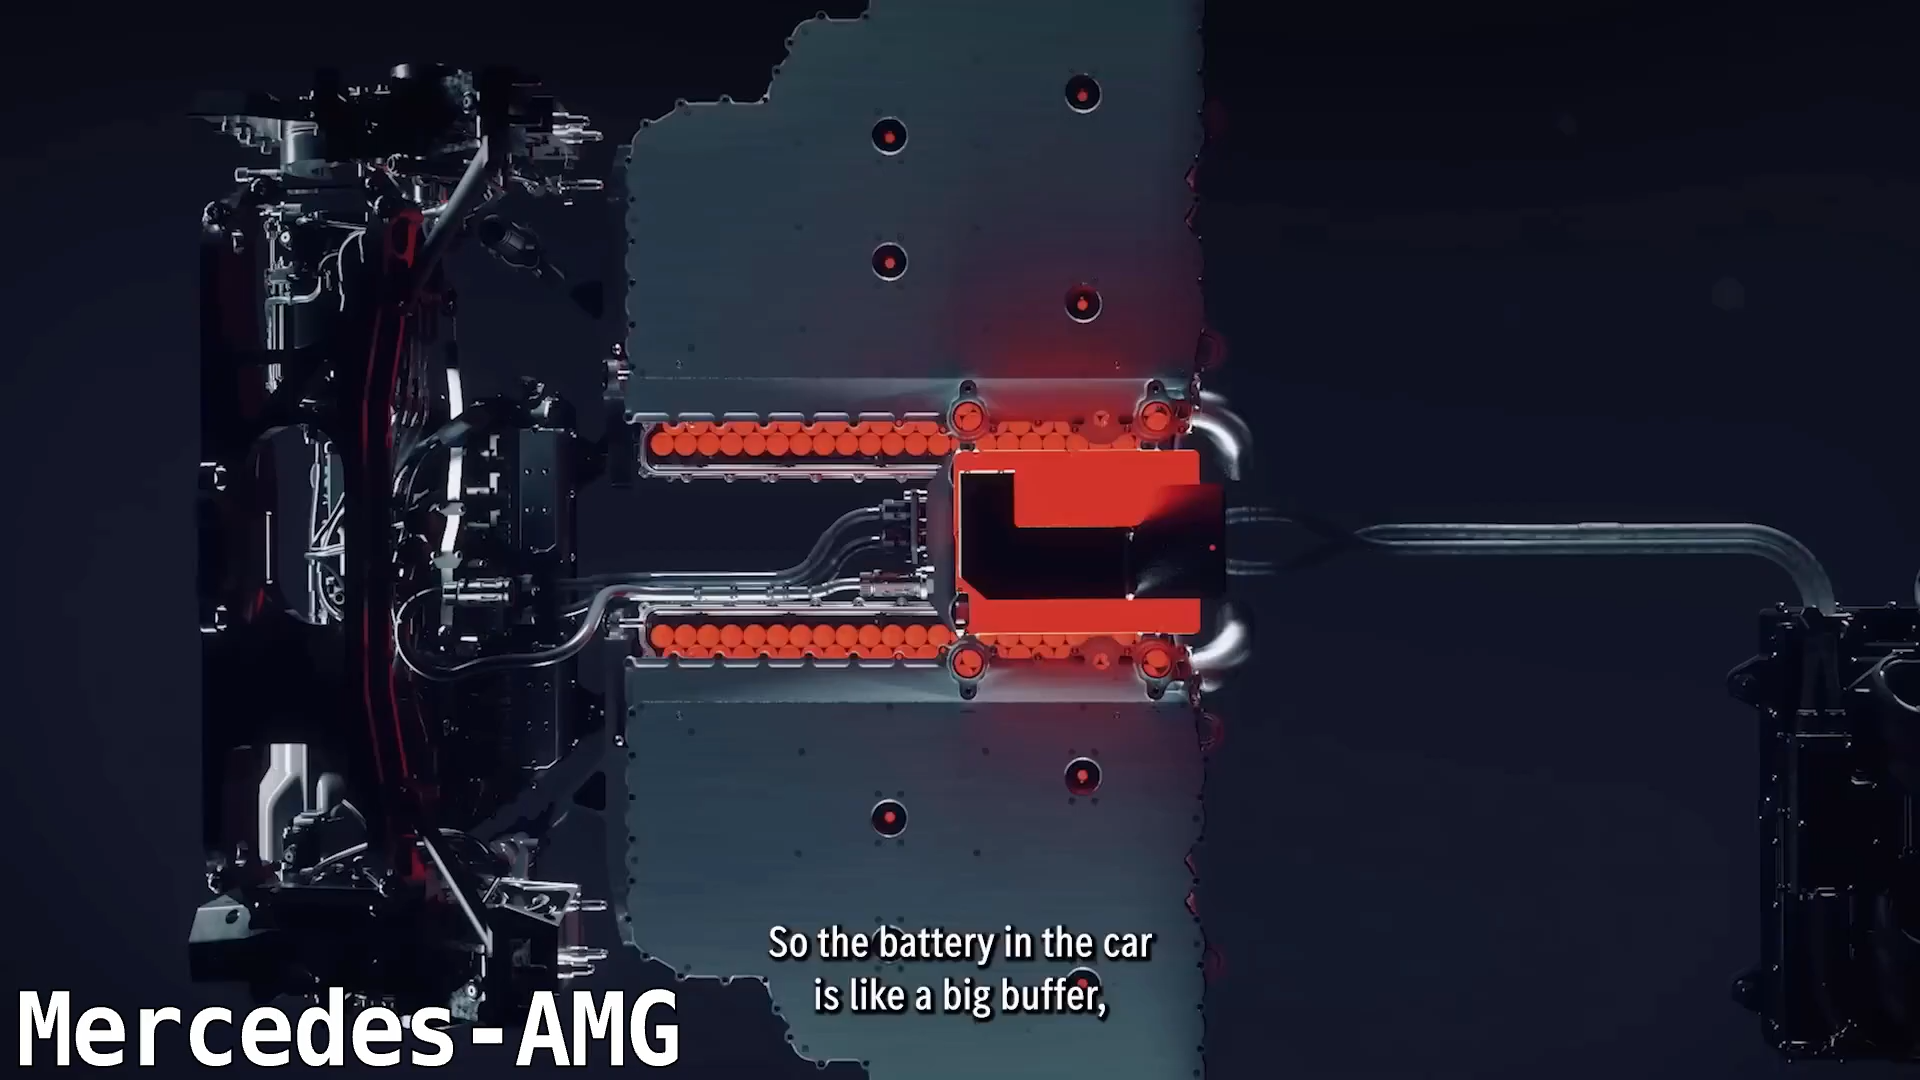 So the battery in the car
is like a big buffer,
Mercedes-AMG